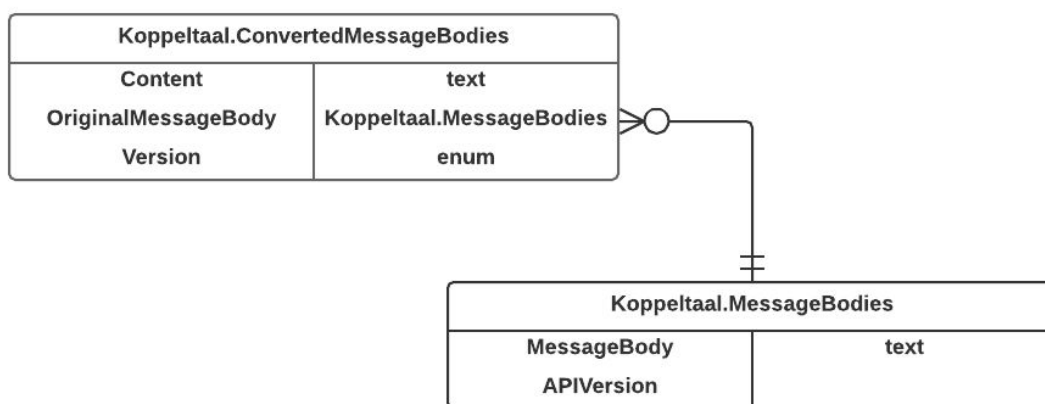 Koppeltaal.ConvertedMessageBodies
Content text
OriginalMessageBody Koppeltaal.MessageBodies
Version enum
Koppeltaal.MessageBodies
MessageBody text
APIVersion